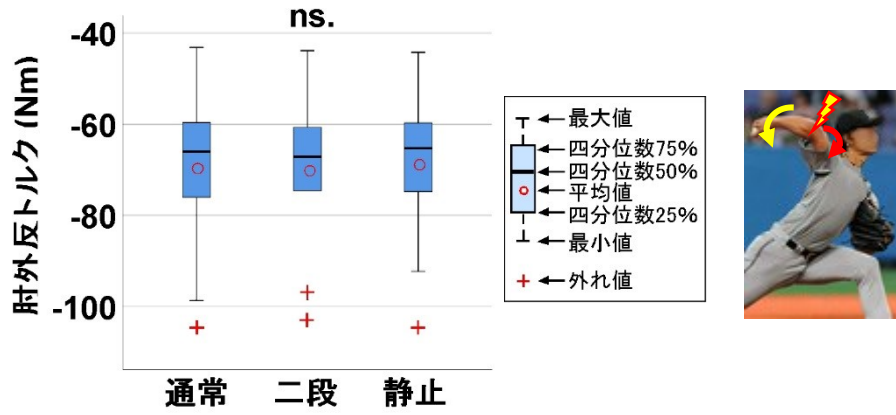 ns.
肘外反トルク (Nm)
-40
-60
-80
-100
通常 二段 静止
最大値
四分位数75%
四分位数50%
平均値
四分位数25%
最小値
外れ値